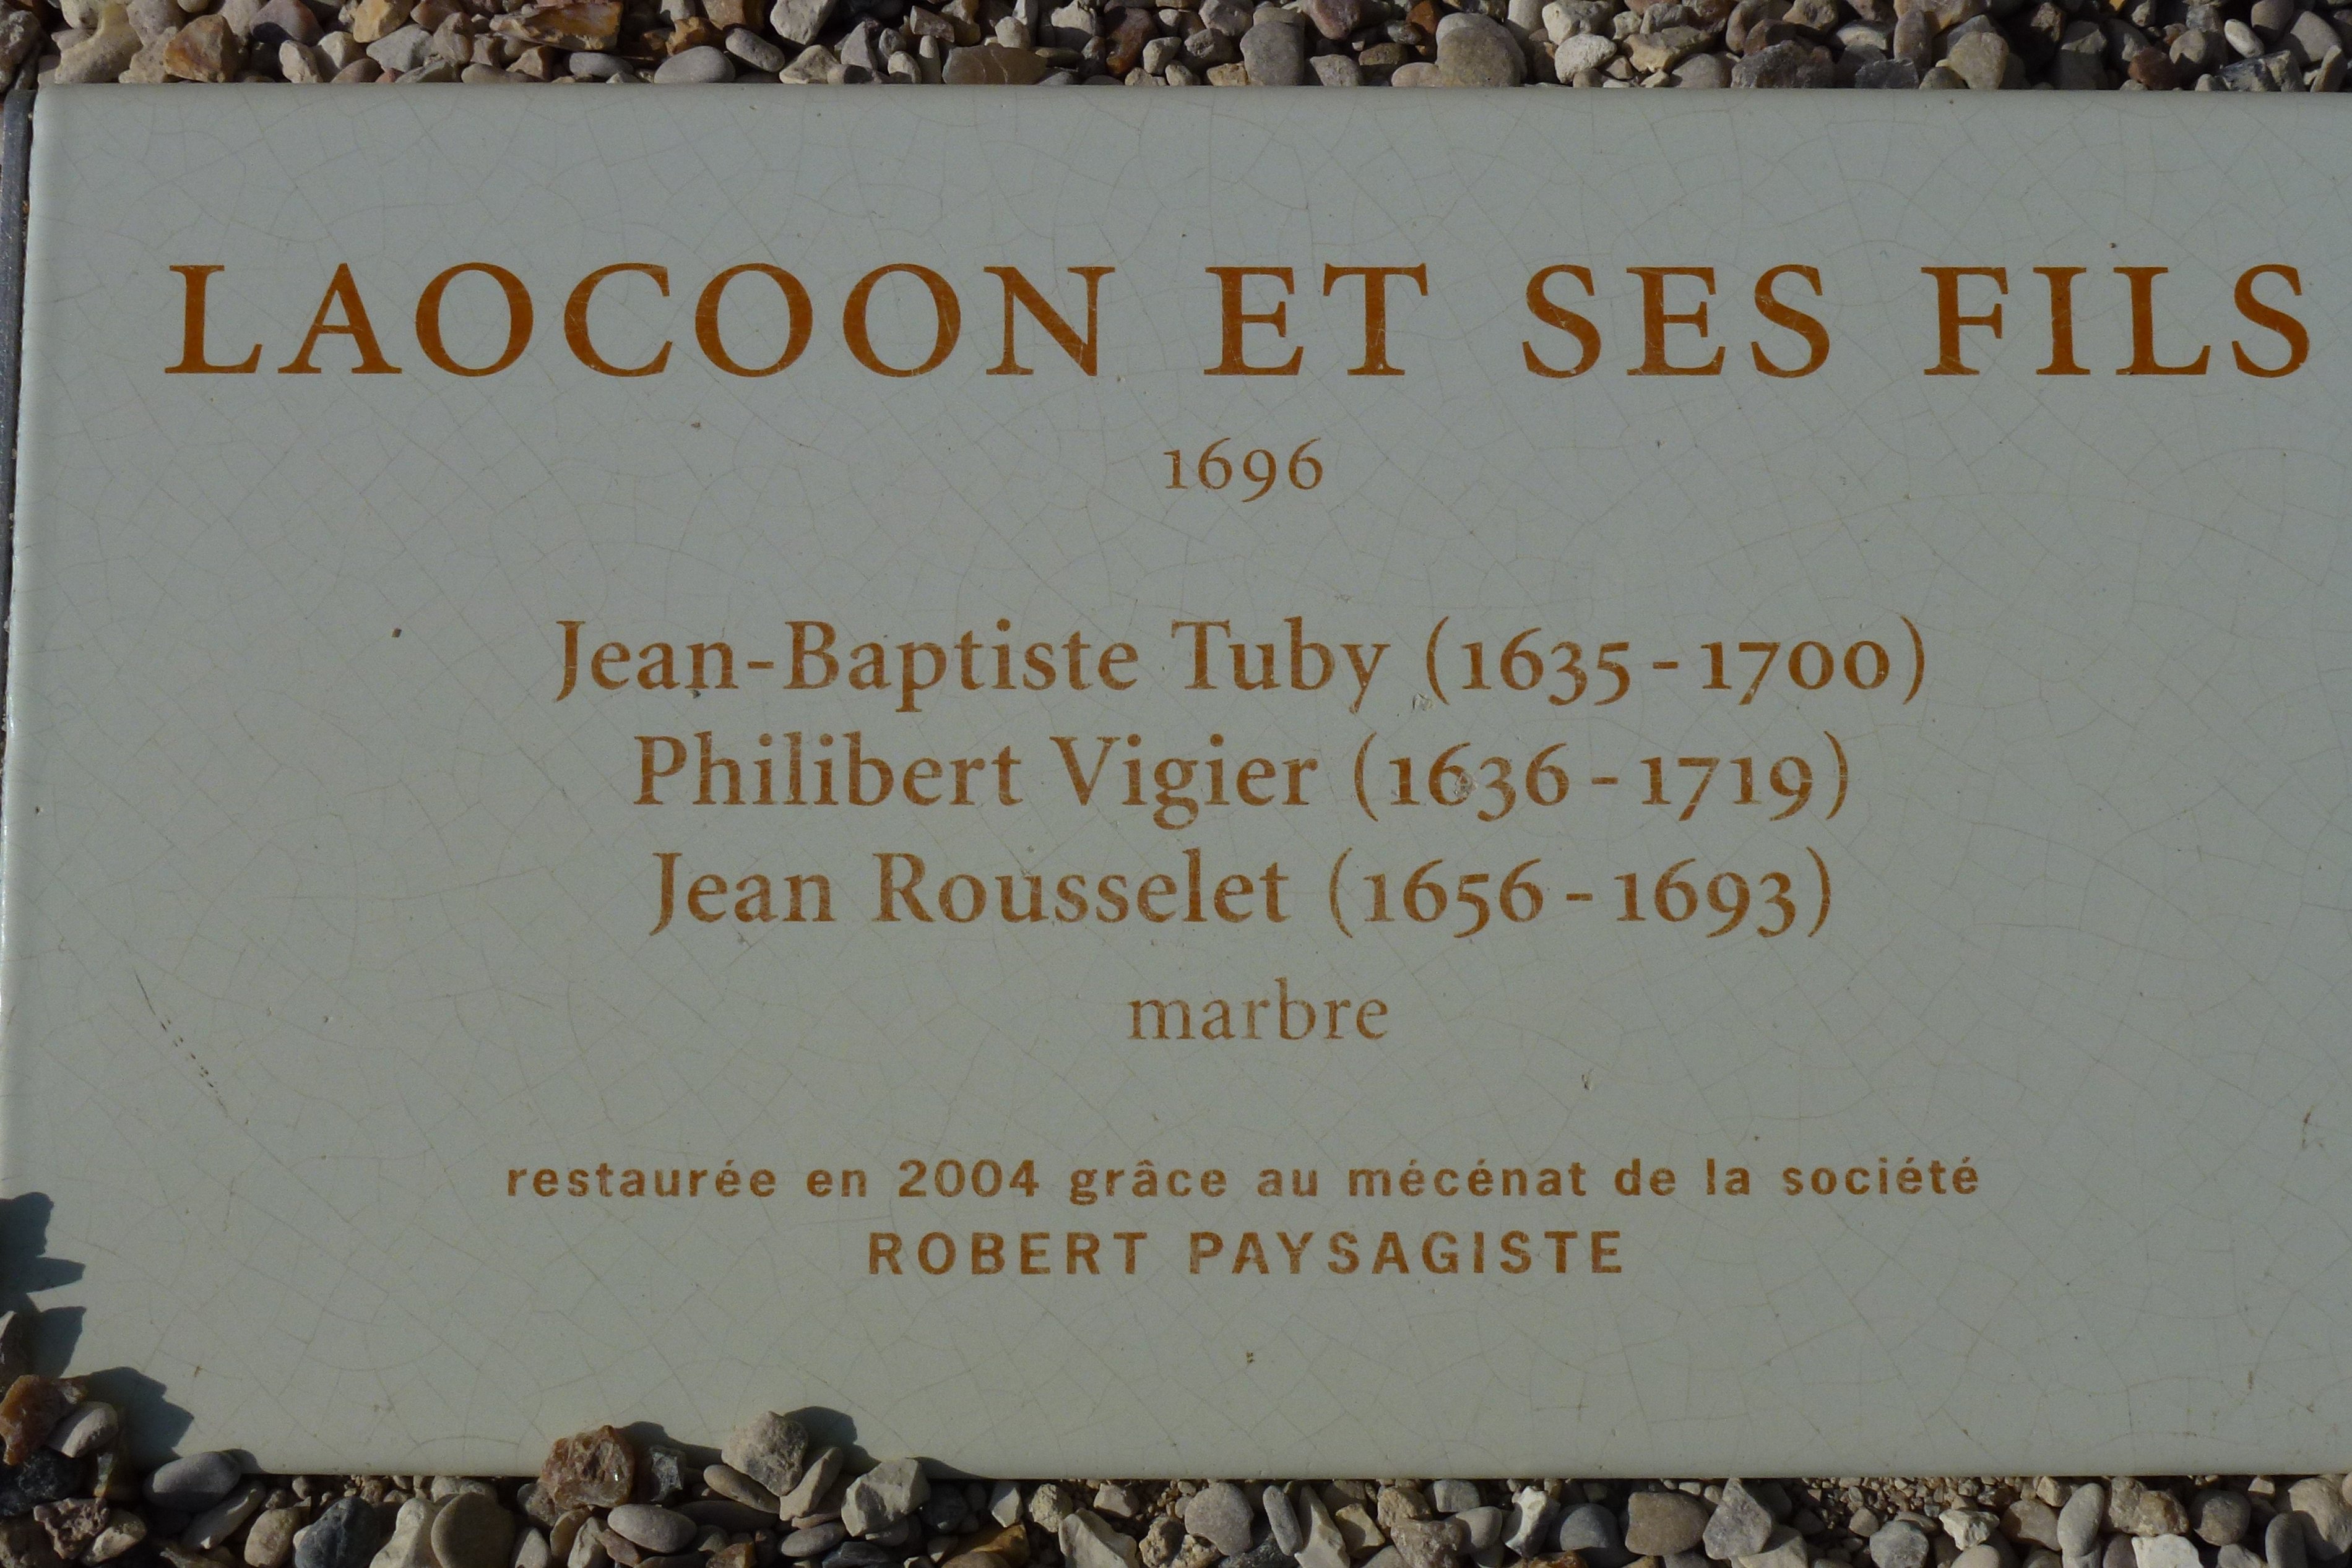 LAOCOON ET SES FILS
1696
Jean-Baptiste Tuby (1635-1700)
Philibert Vigier (1636-1719)
Jean Rousselet (1656-1693)
marbre
restaurée en 2004 grâce au mécénat de la société
ROBERT PAYSAGISTE